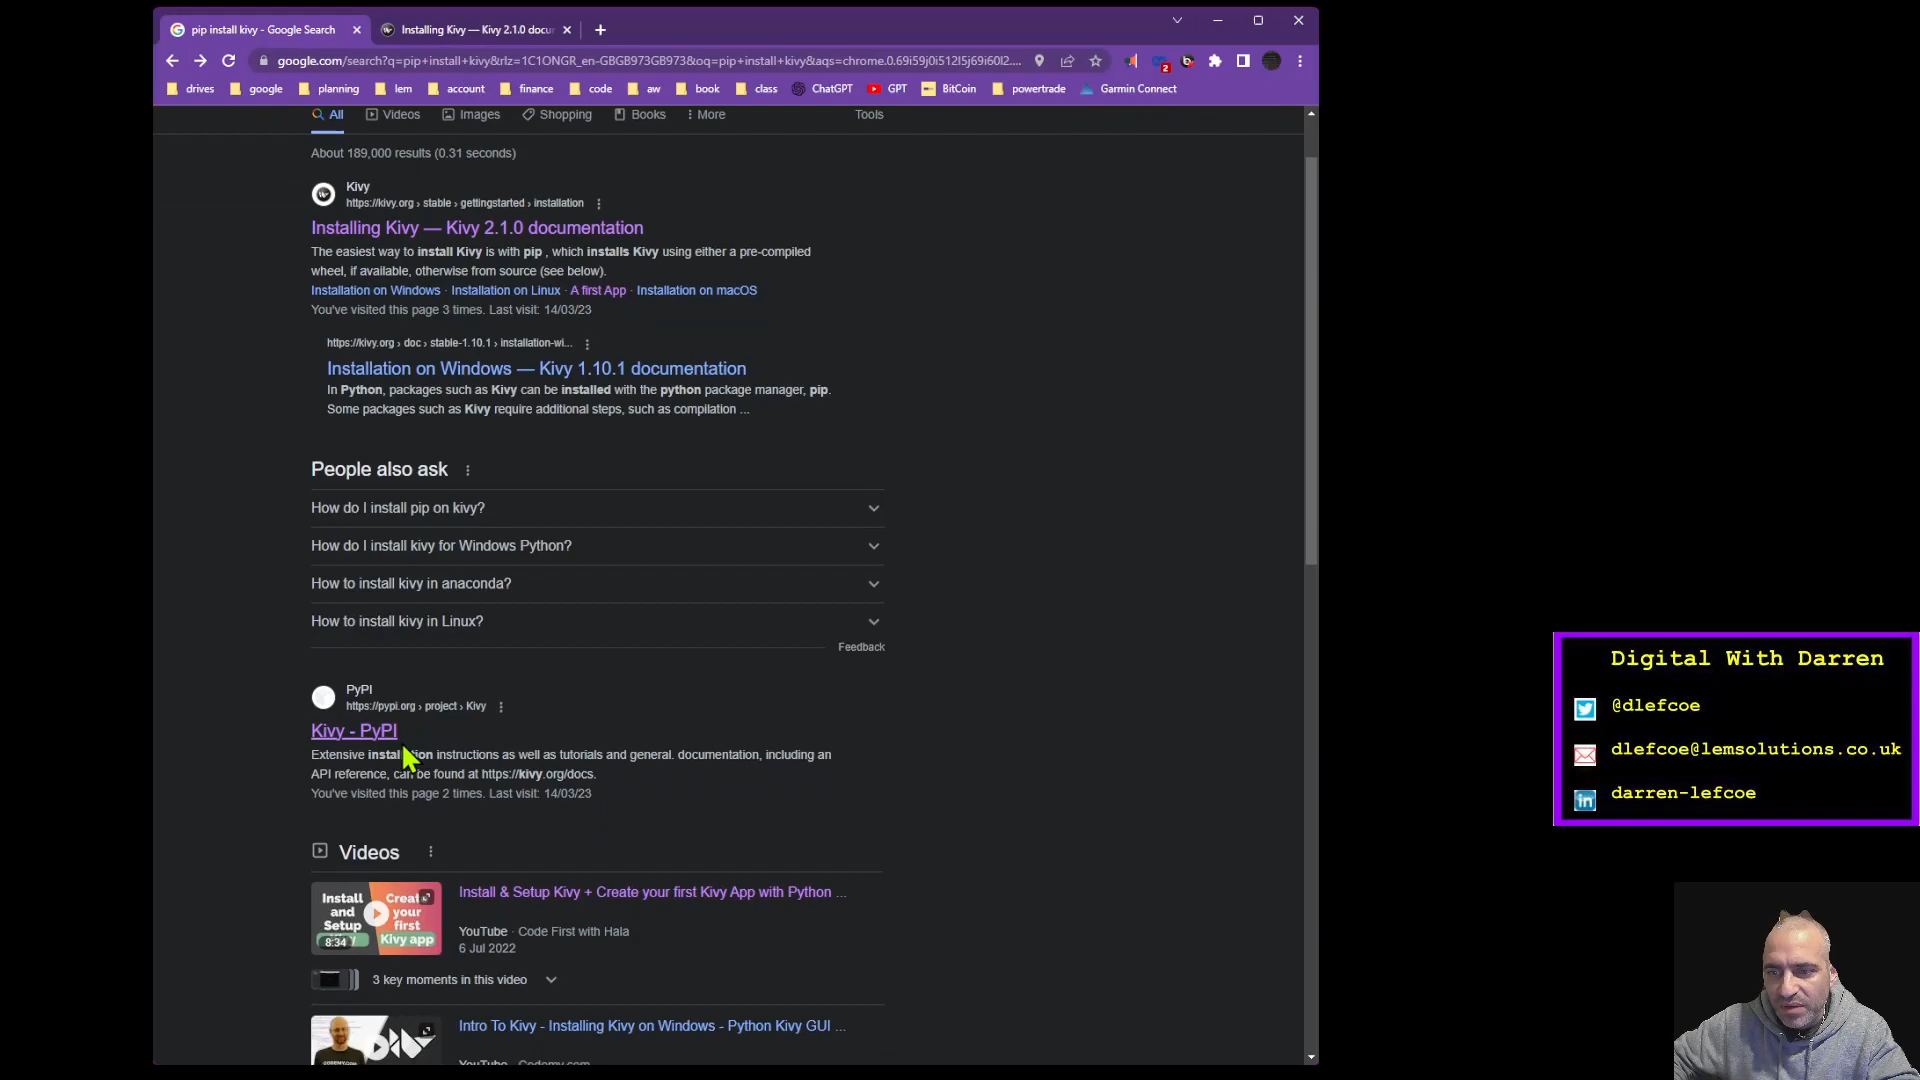 pip install kivy - Google Search
Installing Kivy — Kivy 2.1.0 docur
google.com/search?q=pip+install+kivy&rlz=1C1ONGR_en-GBGB973GB973&oq=pip+install+kivy&aqs=chrome.0.69i59j0i512l5j69i60l2....
2
drives
google
planning
lem
account
finance
code
aw
book
class
ChatGPT
GPT
BitCoin
powertrade
Garmin Connect
All
Videos
Images
Shopping
Books
More
Tools
About 189,000 results (0.31 seconds)
Kivy
https://kivy.org › stable › gettingstarted › installation
Installing Kivy — Kivy 2.1.0 documentation
The easiest way to install Kivy is with pip , which installs Kivy using either a pre-compiled
wheel, if available, otherwise from source (see below).
Installation on Windows · Installation on Linux · A first App · Installation on macOS
You've visited this page 3 times. Last visit: 14/03/23
https://kivy.org › doc › stable-1.10.1 › installation-wi...
Installation on Windows — Kivy 1.10.1 documentation
In Python, packages such as Kivy can be installed with the python package manager, pip.
Some packages such as Kivy require additional steps, such as compilation ...
People also ask
How do I install pip on kivy?
How do I install kivy for Windows Python?
How to install kivy in anaconda?
How to install kivy in Linux?
Feedback
PyPI
https://pypi.org › project › Kivy
Kivy - PyPI
Extensive installation instructions as well as tutorials and general. documentation, including an
API reference, can be found at https://kivy.org/docs.
You've visited this page 2 times. Last visit: 14/03/23
Videos
Install and Setup
Create your first Kivy app
8:34
Install & Setup Kivy + Create your first Kivy App with Python ...
YouTube · Code First with Hala
6 Jul 2022
3 key moments in this video
Intro To Kivy - Installing Kivy on Windows - Python Kivy GUI ...
YouTube · Codemy.com
Digital With Darren
@dlefcoe
dlefcoe@lemsolutions.co.uk
in
darren-lefcoe